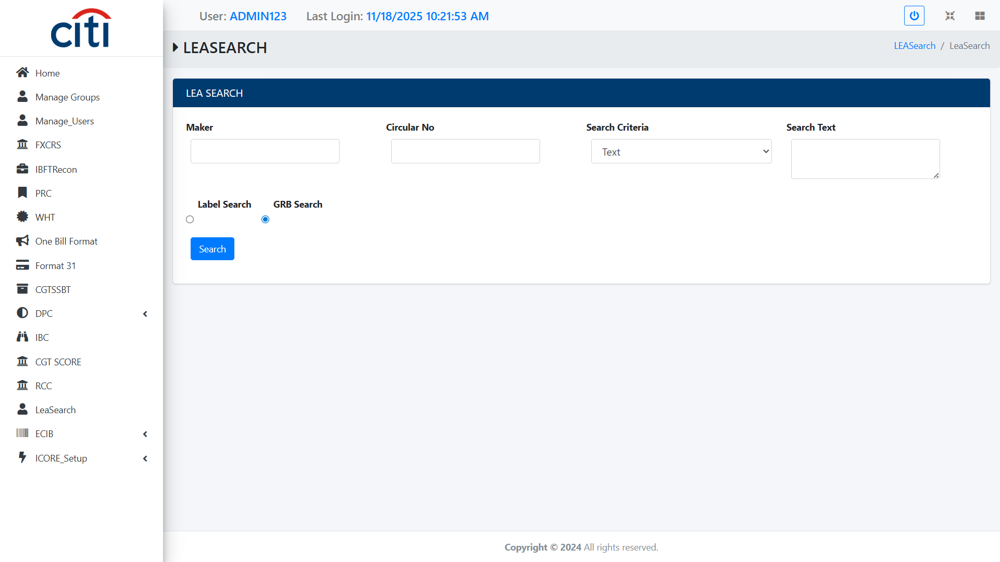 citi
User: ADMIN123 Last Login: 11/18/2025 10:21:53 AM
LEASEARCH
LEASearch / LeaSearch
Home
Manage Groups
Manage_Users
FXCRS
IBFTRecon
PRC
WHT
One Bill Format
Format 31
CGTSSBT
DPC
IBC
CGT SCORE
RCC
LeaSearch
ECIB
ICORE_Setup
LEA SEARCH
Maker Circular No Search Criteria Search Text
Text
Label Search GRB Search
Search
Copyright © 2024 All rights reserved.